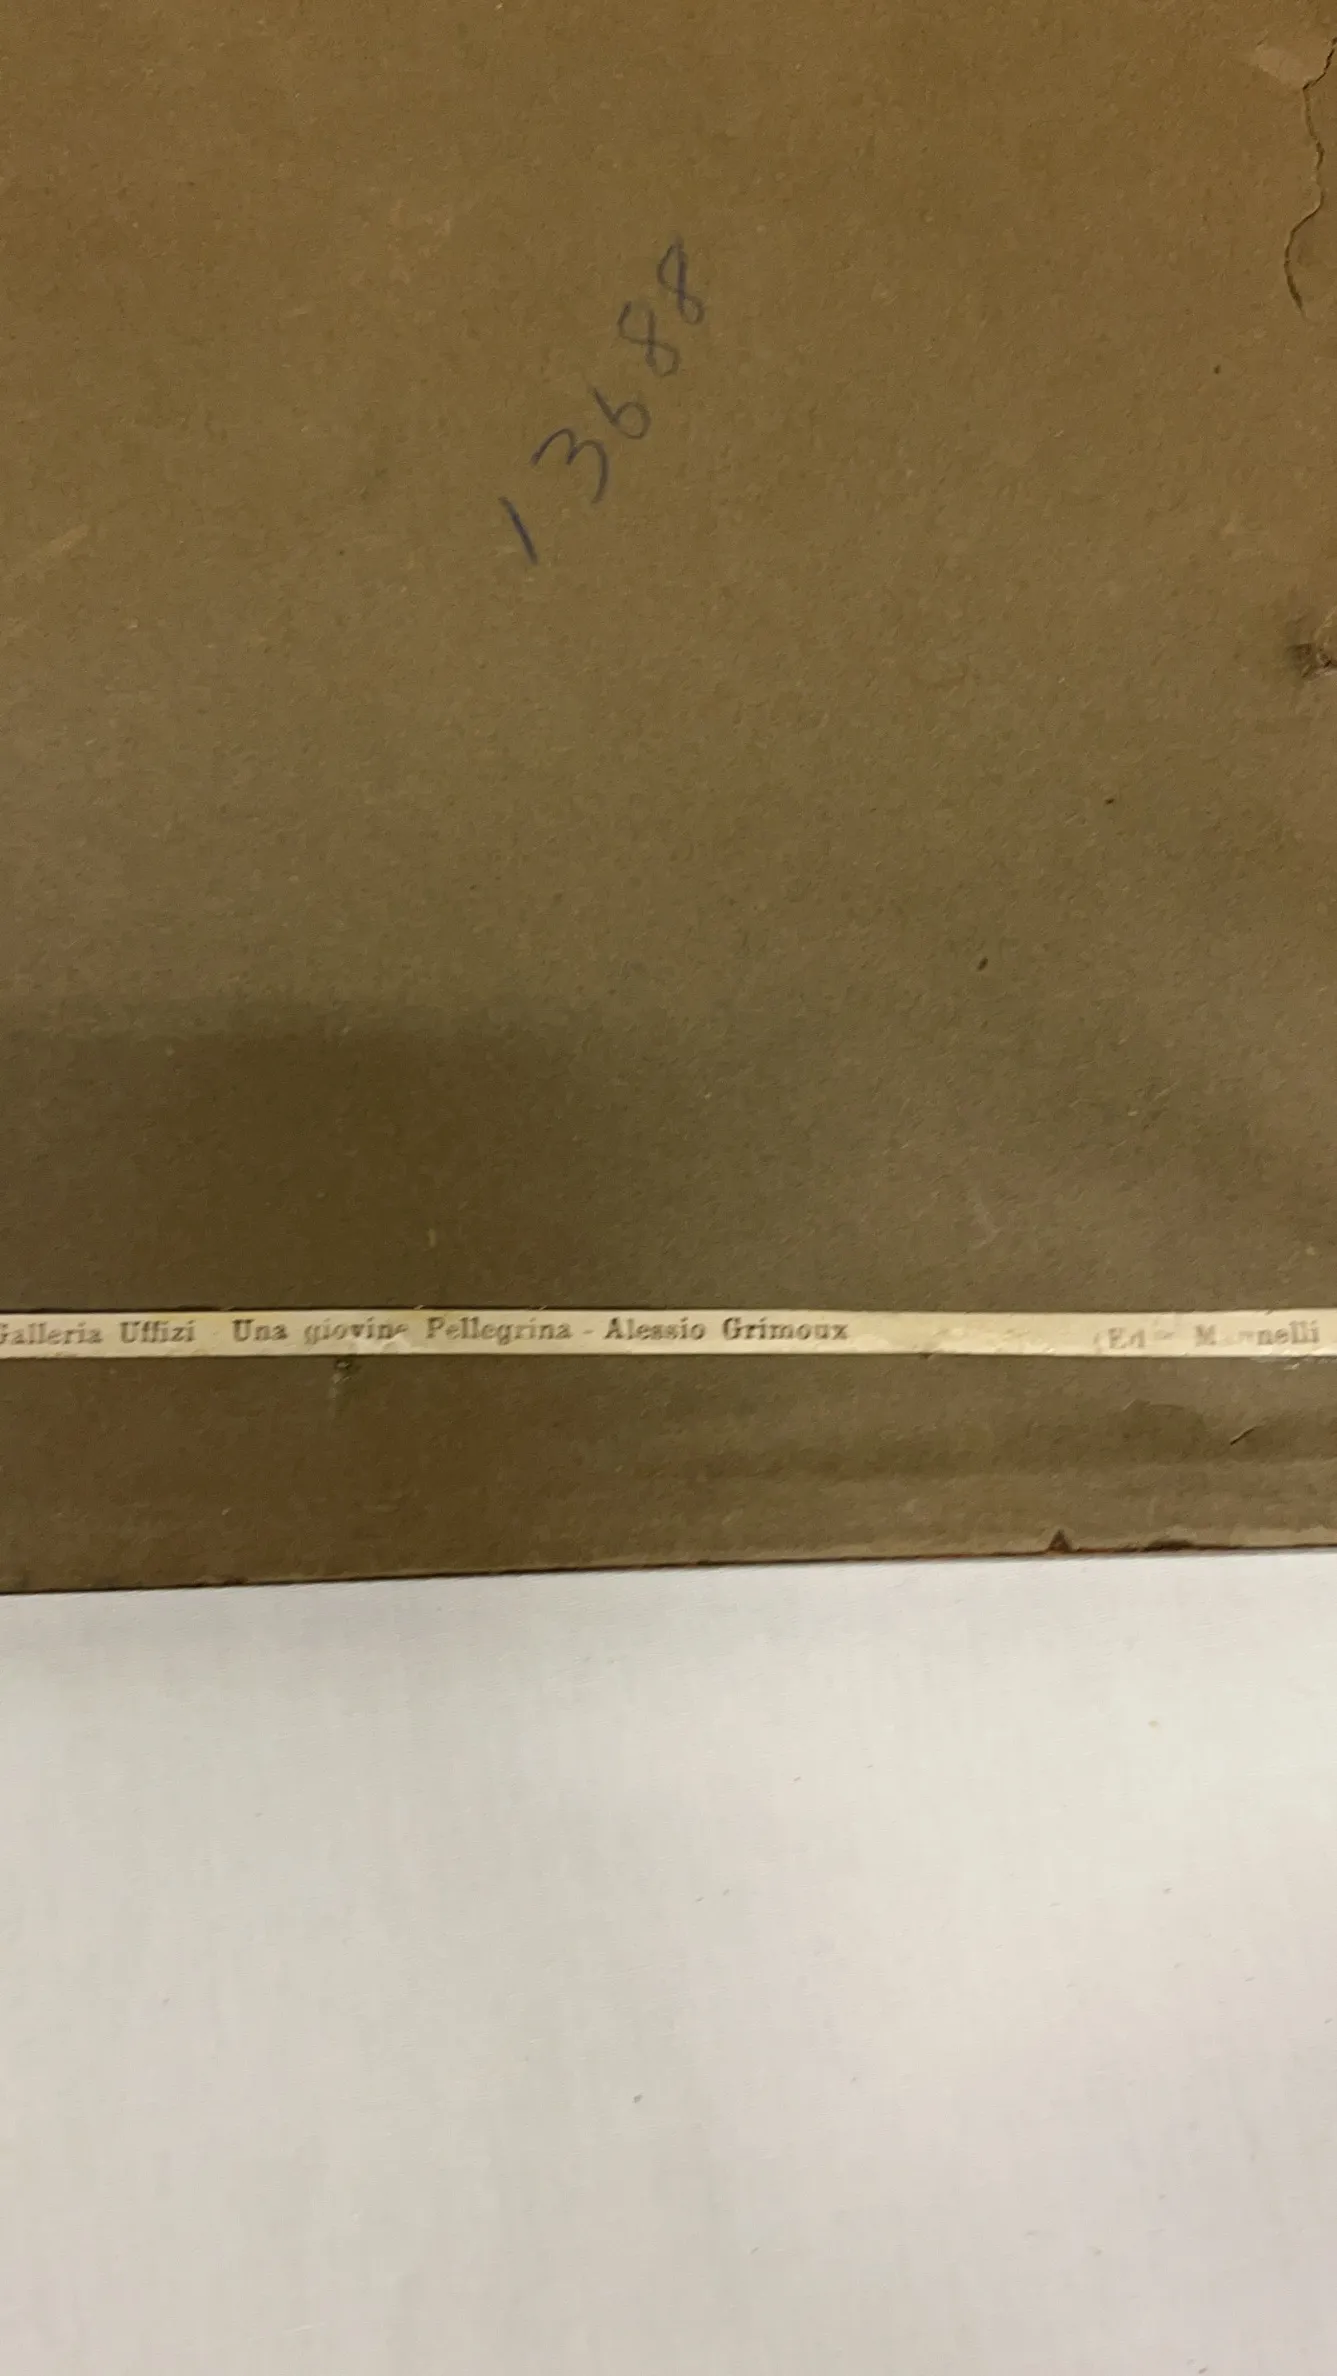 13688
Galleria Uffizi Una giovine Pellegrina - Alessio Grimoux